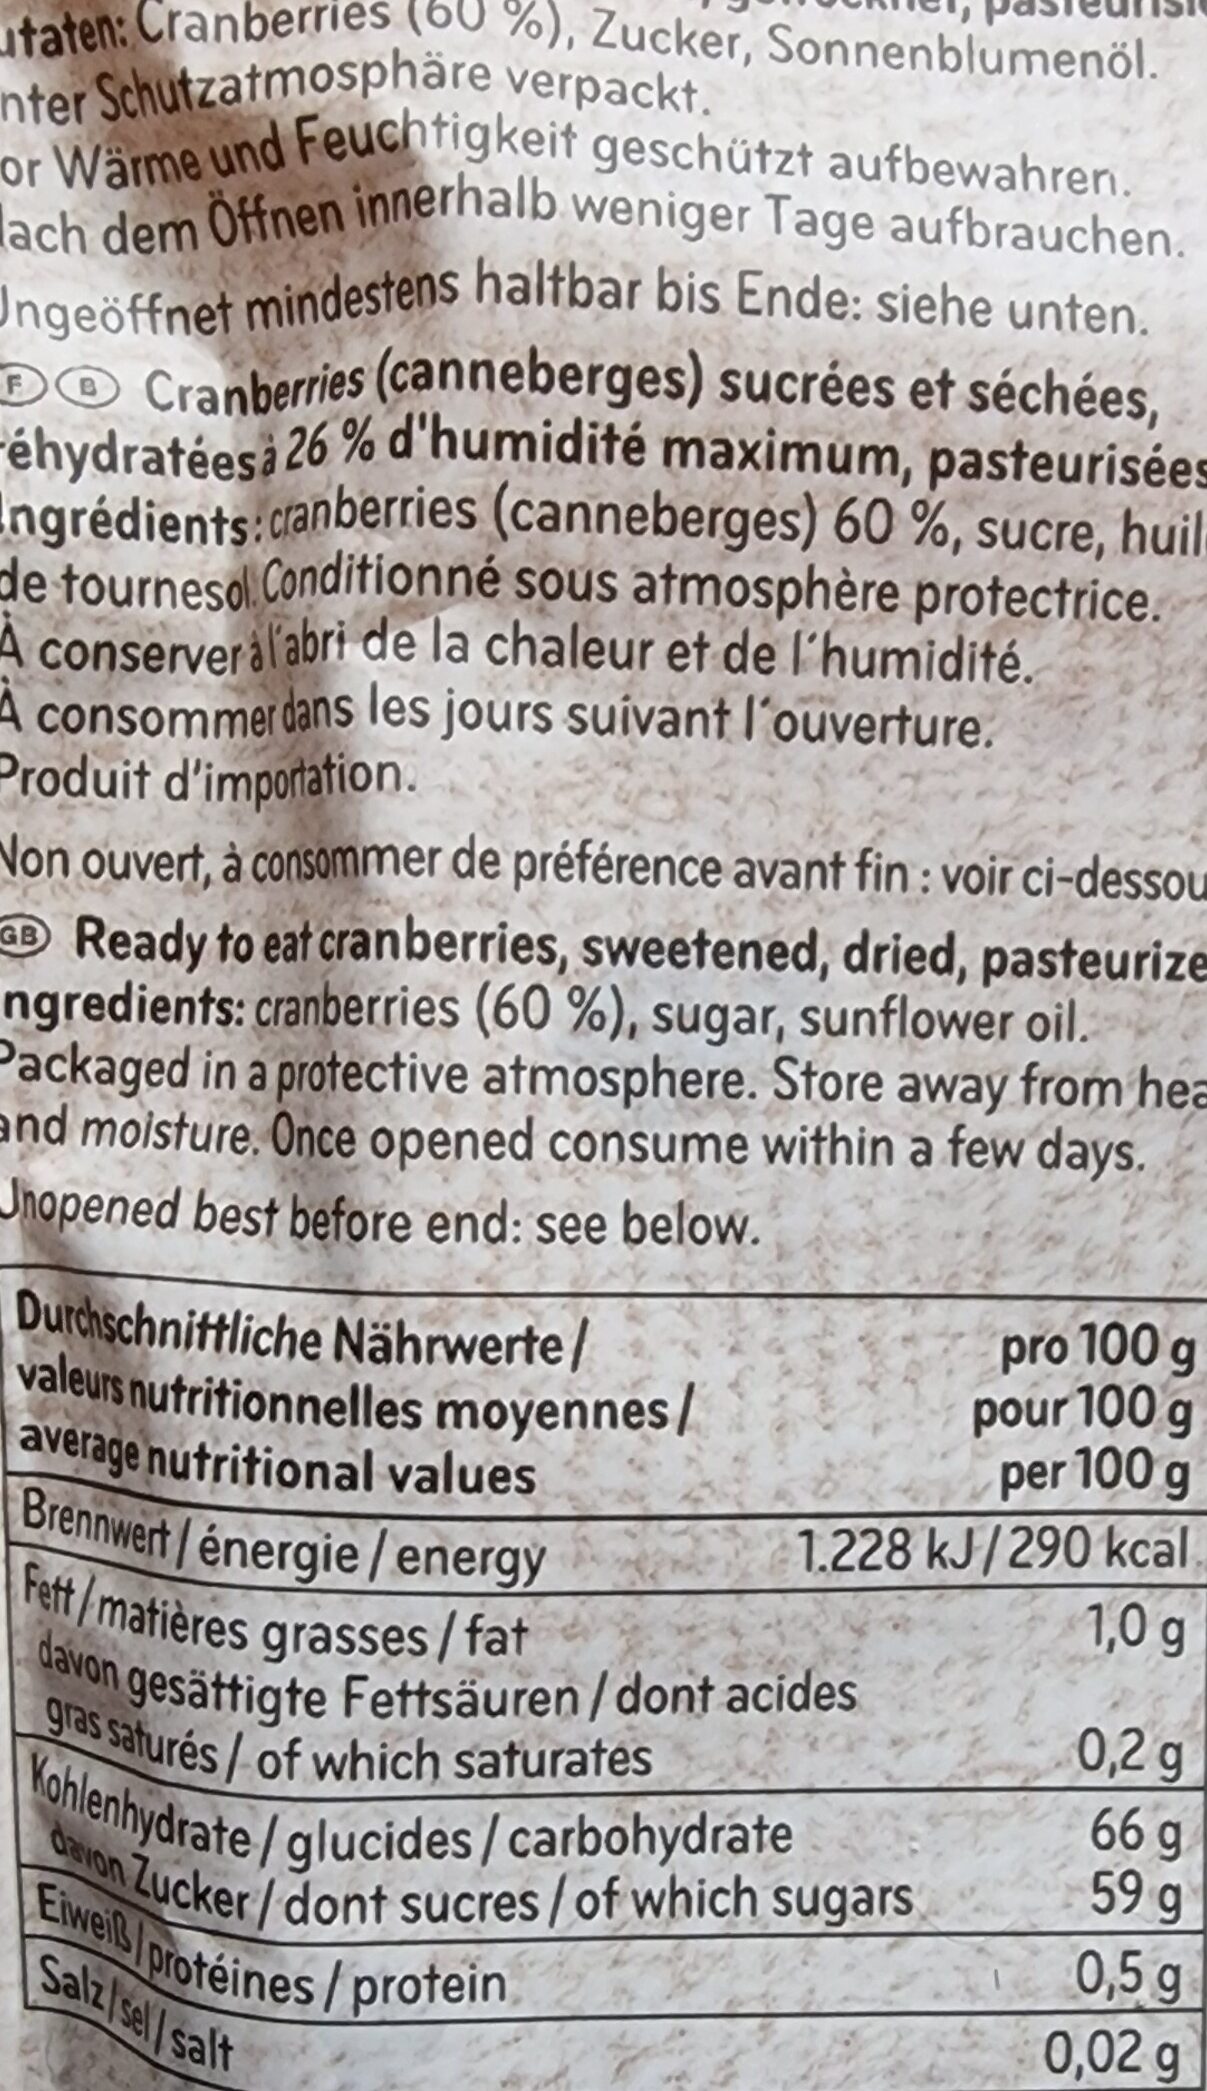 utaten: Cranberries (60 %), Zucker, Sonnenblumenöl.
nter Schutzatmosphäre verpackt.
or Wärme und Feuchtigkeit geschützt aufbewahren.
ach dem Öffnen innerhalb weniger Tage aufbrauchen.
Ungeöffnet mindestens haltbar bis Ende: siehe unten.
F B Cranberries (canneberges) sucrées et séchées,
réhydratées à 26 % d'humidité maximum, pasteurisées
Ingrédients: cranberries (canneberges) 60 %, sucre, huil
de tournesol. Conditionné sous atmosphère protectrice.
À conserver à l'abri de la chaleur et de l'humidité.
À consommer dans les jours suivant l'ouverture.
Produit d'importation.
Non ouvert, à consommer de préférence avant fin : voir ci-dessou
GB Ready to eat cranberries, sweetened, dried, pasteurize
ngredients: cranberries (60 %), sugar, sunflower oil.
Packaged in a protective atmosphere. Store away from hea
and moisture. Once opened consume within a few days.
Unopened best before end: see below.
Durchschnittliche Nährwerte / pro 100 g
valeurs nutritionnelles moyennes / pour 100 g
average nutritional values per 100 g
Brennwert / énergie / energy 1.228 kJ / 290 kcal
Fett / matières grasses / fat 1,0 g
davon gesättigte Fettsäuren / dont acides
gras saturés / of which saturates 0,2 g
Kohlenhydrate / glucides / carbohydrate 66 g
davon Zucker / dont sucres / of which sugars 59 g
Eiweiß / protéines / protein 0,5 g
Salz / sel / salt 0,02 g